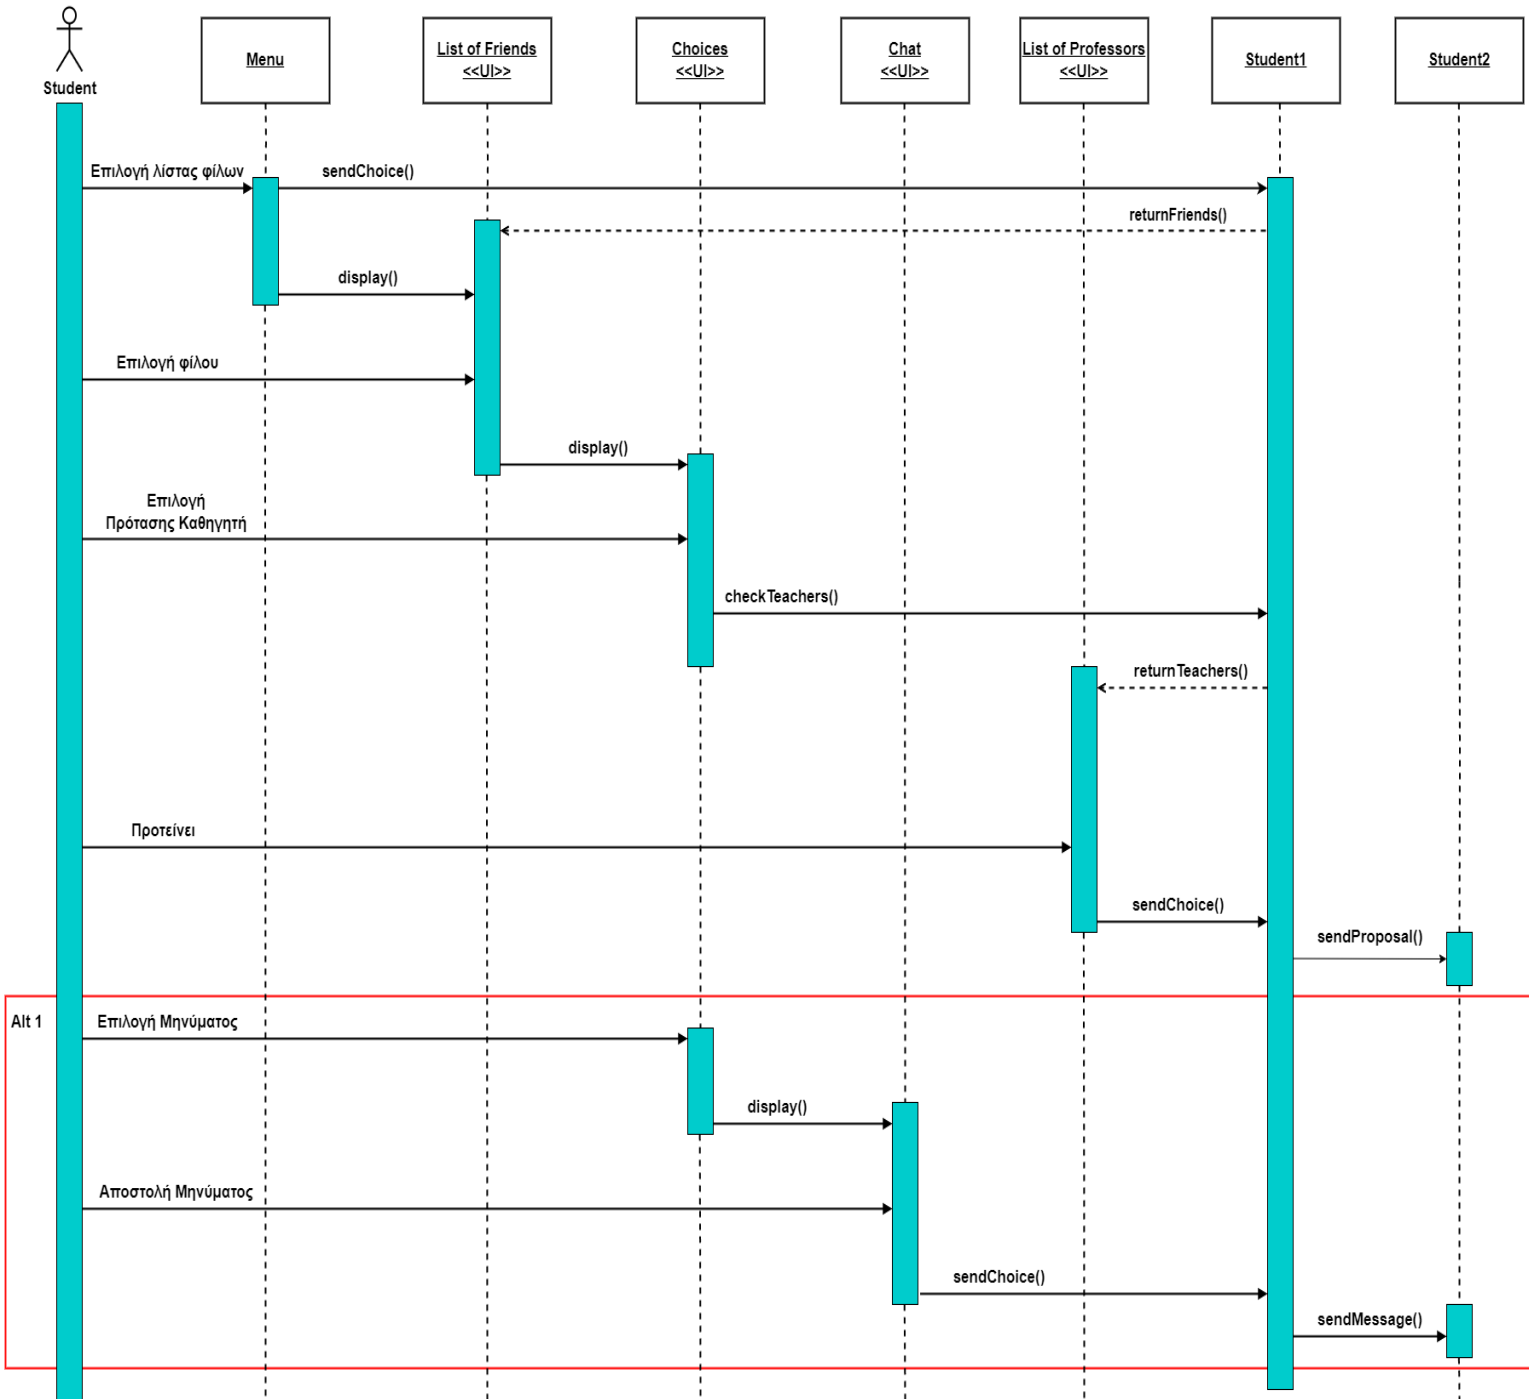 Student
Menu
List of Friends
<<UI>>
Choices
<<UI>>
Chat
<<UI>>
List of Professors
<<UI>>
Student1
Student2
Επιλογή λίστας φίλων
sendChoice()
returnFriends()
display()
Επιλογή φίλου
display()
Επιλογή
Πρότασης Καθηγητή
checkTeachers()
returnTeachers()
Προτείνει
sendChoice()
sendProposal()
Alt 1
Επιλογή Μηνύματος
display()
Αποστολή Μηνύματος
sendChoice()
sendMessage()